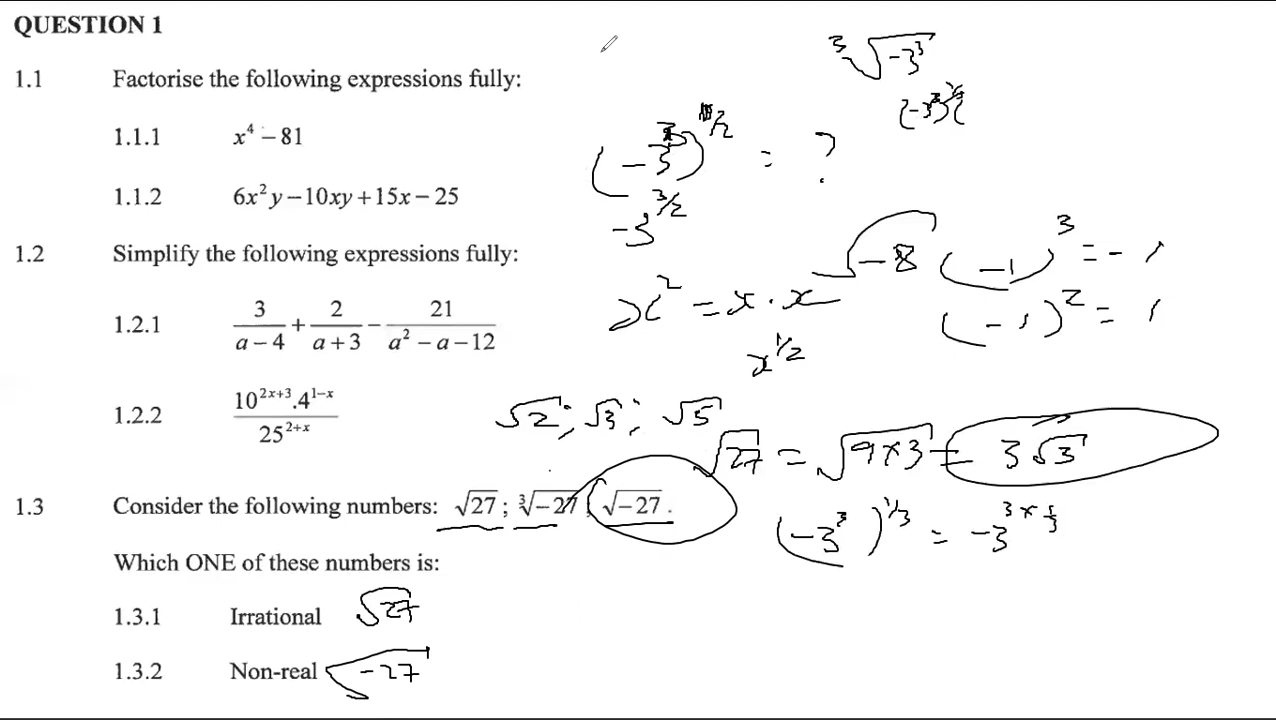 QUESTION 1
∛-3³
1.1 Factorise the following expressions fully:
1.1.1 x⁴ − 81
(-3³)^1/2 = ?
1.1.2 6x²y − 10xy + 15x − 25
-3^3/2
1.2 Simplify the following expressions fully:
√-8 (-1)³ = -1
x² = x · x
(-1)² = 1
1.2.1 3/(a − 4) + 2/(a + 3) − 21/(a² − a − 12)
x^1/2
1.2.2 10^(2x+3) . 4^(1−x) / 25^(2+x)
√2; √3; √5
√27 = √9×3 = 3√3
1.3 Consider the following numbers: √27 ; ∛−27 ; √−27 .
(-3³)^1/3 = -3^3×1/3
Which ONE of these numbers is:
1.3.1 Irrational √27
1.3.2 Non-real √-27